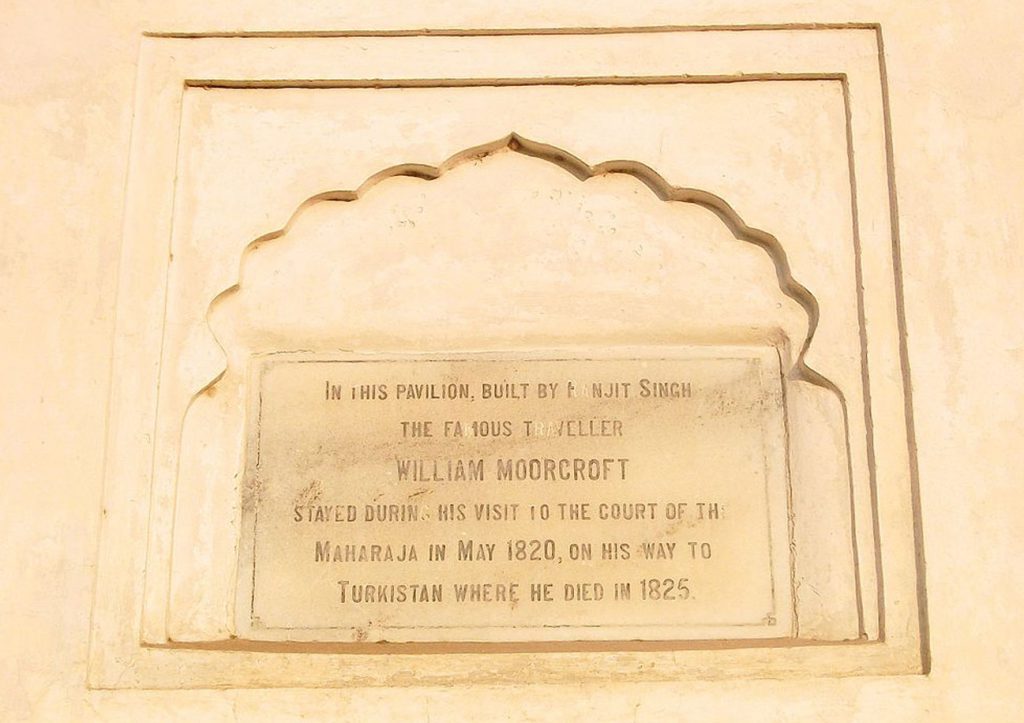 IN THIS PAVILION, BUILT BY RANJIT SINGH
THE FAMOUS TRAVELLER
WILLIAM MOORCROFT
STAYED DURING HIS VISIT TO THE COURT OF THE
MAHARAJA IN MAY 1820, ON HIS WAY TO
TURKISTAN WHERE HE DIED IN 1825.